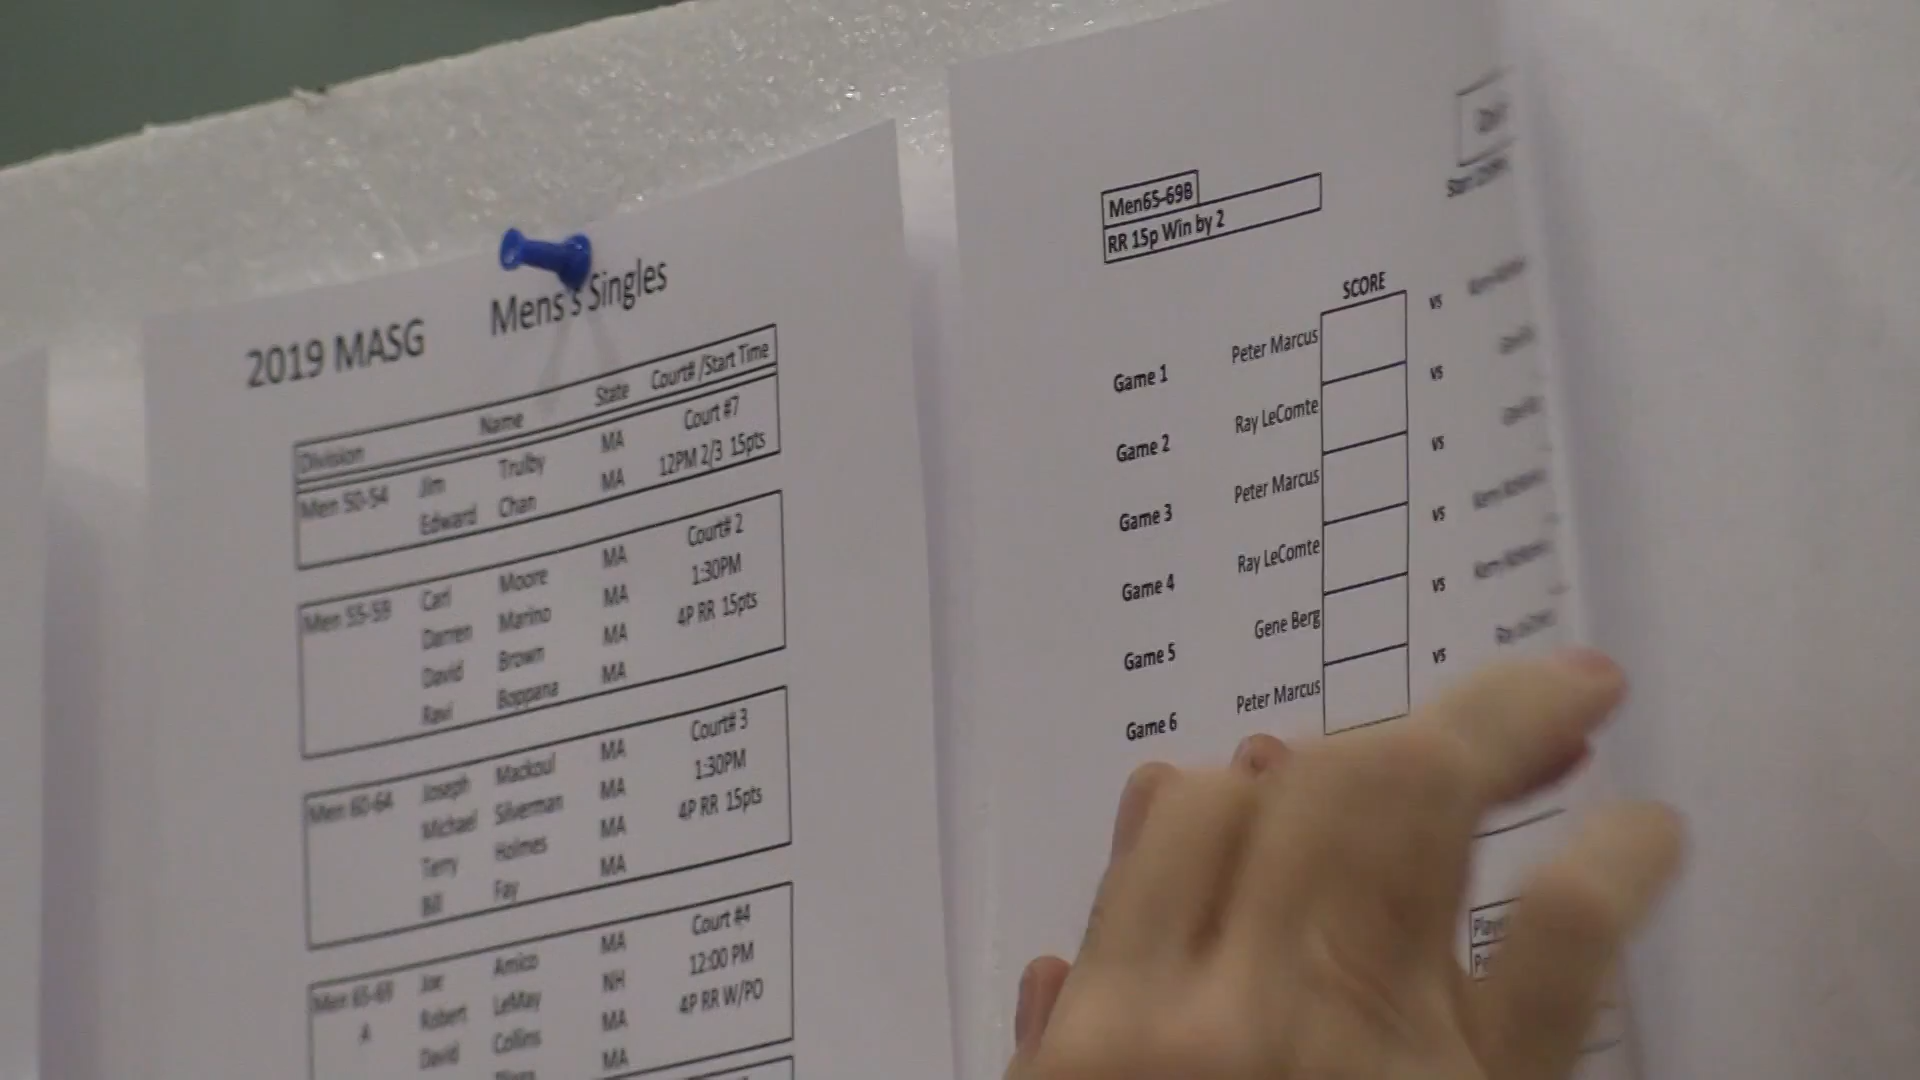 2019 MASG Mens's Singles
Division Name State Court# /Start Time
Men 50-54 Jim Trulby MA Court #7
Edward Chan MA 12PM 2/3 15pts
Men 55-59 Carl Moore MA Court# 2
Darren Marino MA 1:30PM
David Brown MA 4P RR 15pts
Ravi Boppana MA
Men 60-64 Joseph Mackoul MA Court# 3
Michael Silverman MA 1:30PM
Terry Holmes MA 4P RR 15pts
Bill Fay MA
Men 65-69 Joe Amico MA Court #4
A Robert LeMay NH 12:00 PM
David Collins MA 4P RR W/PO
MA
Men65-69B
RR 15p Win by 2
SCORE
Game 1 Peter Marcus vs
Game 2 Ray LeComte vs
Game 3 Peter Marcus vs
Game 4 Ray LeComte vs
Game 5 Gene Berg vs
Game 6 Peter Marcus vs